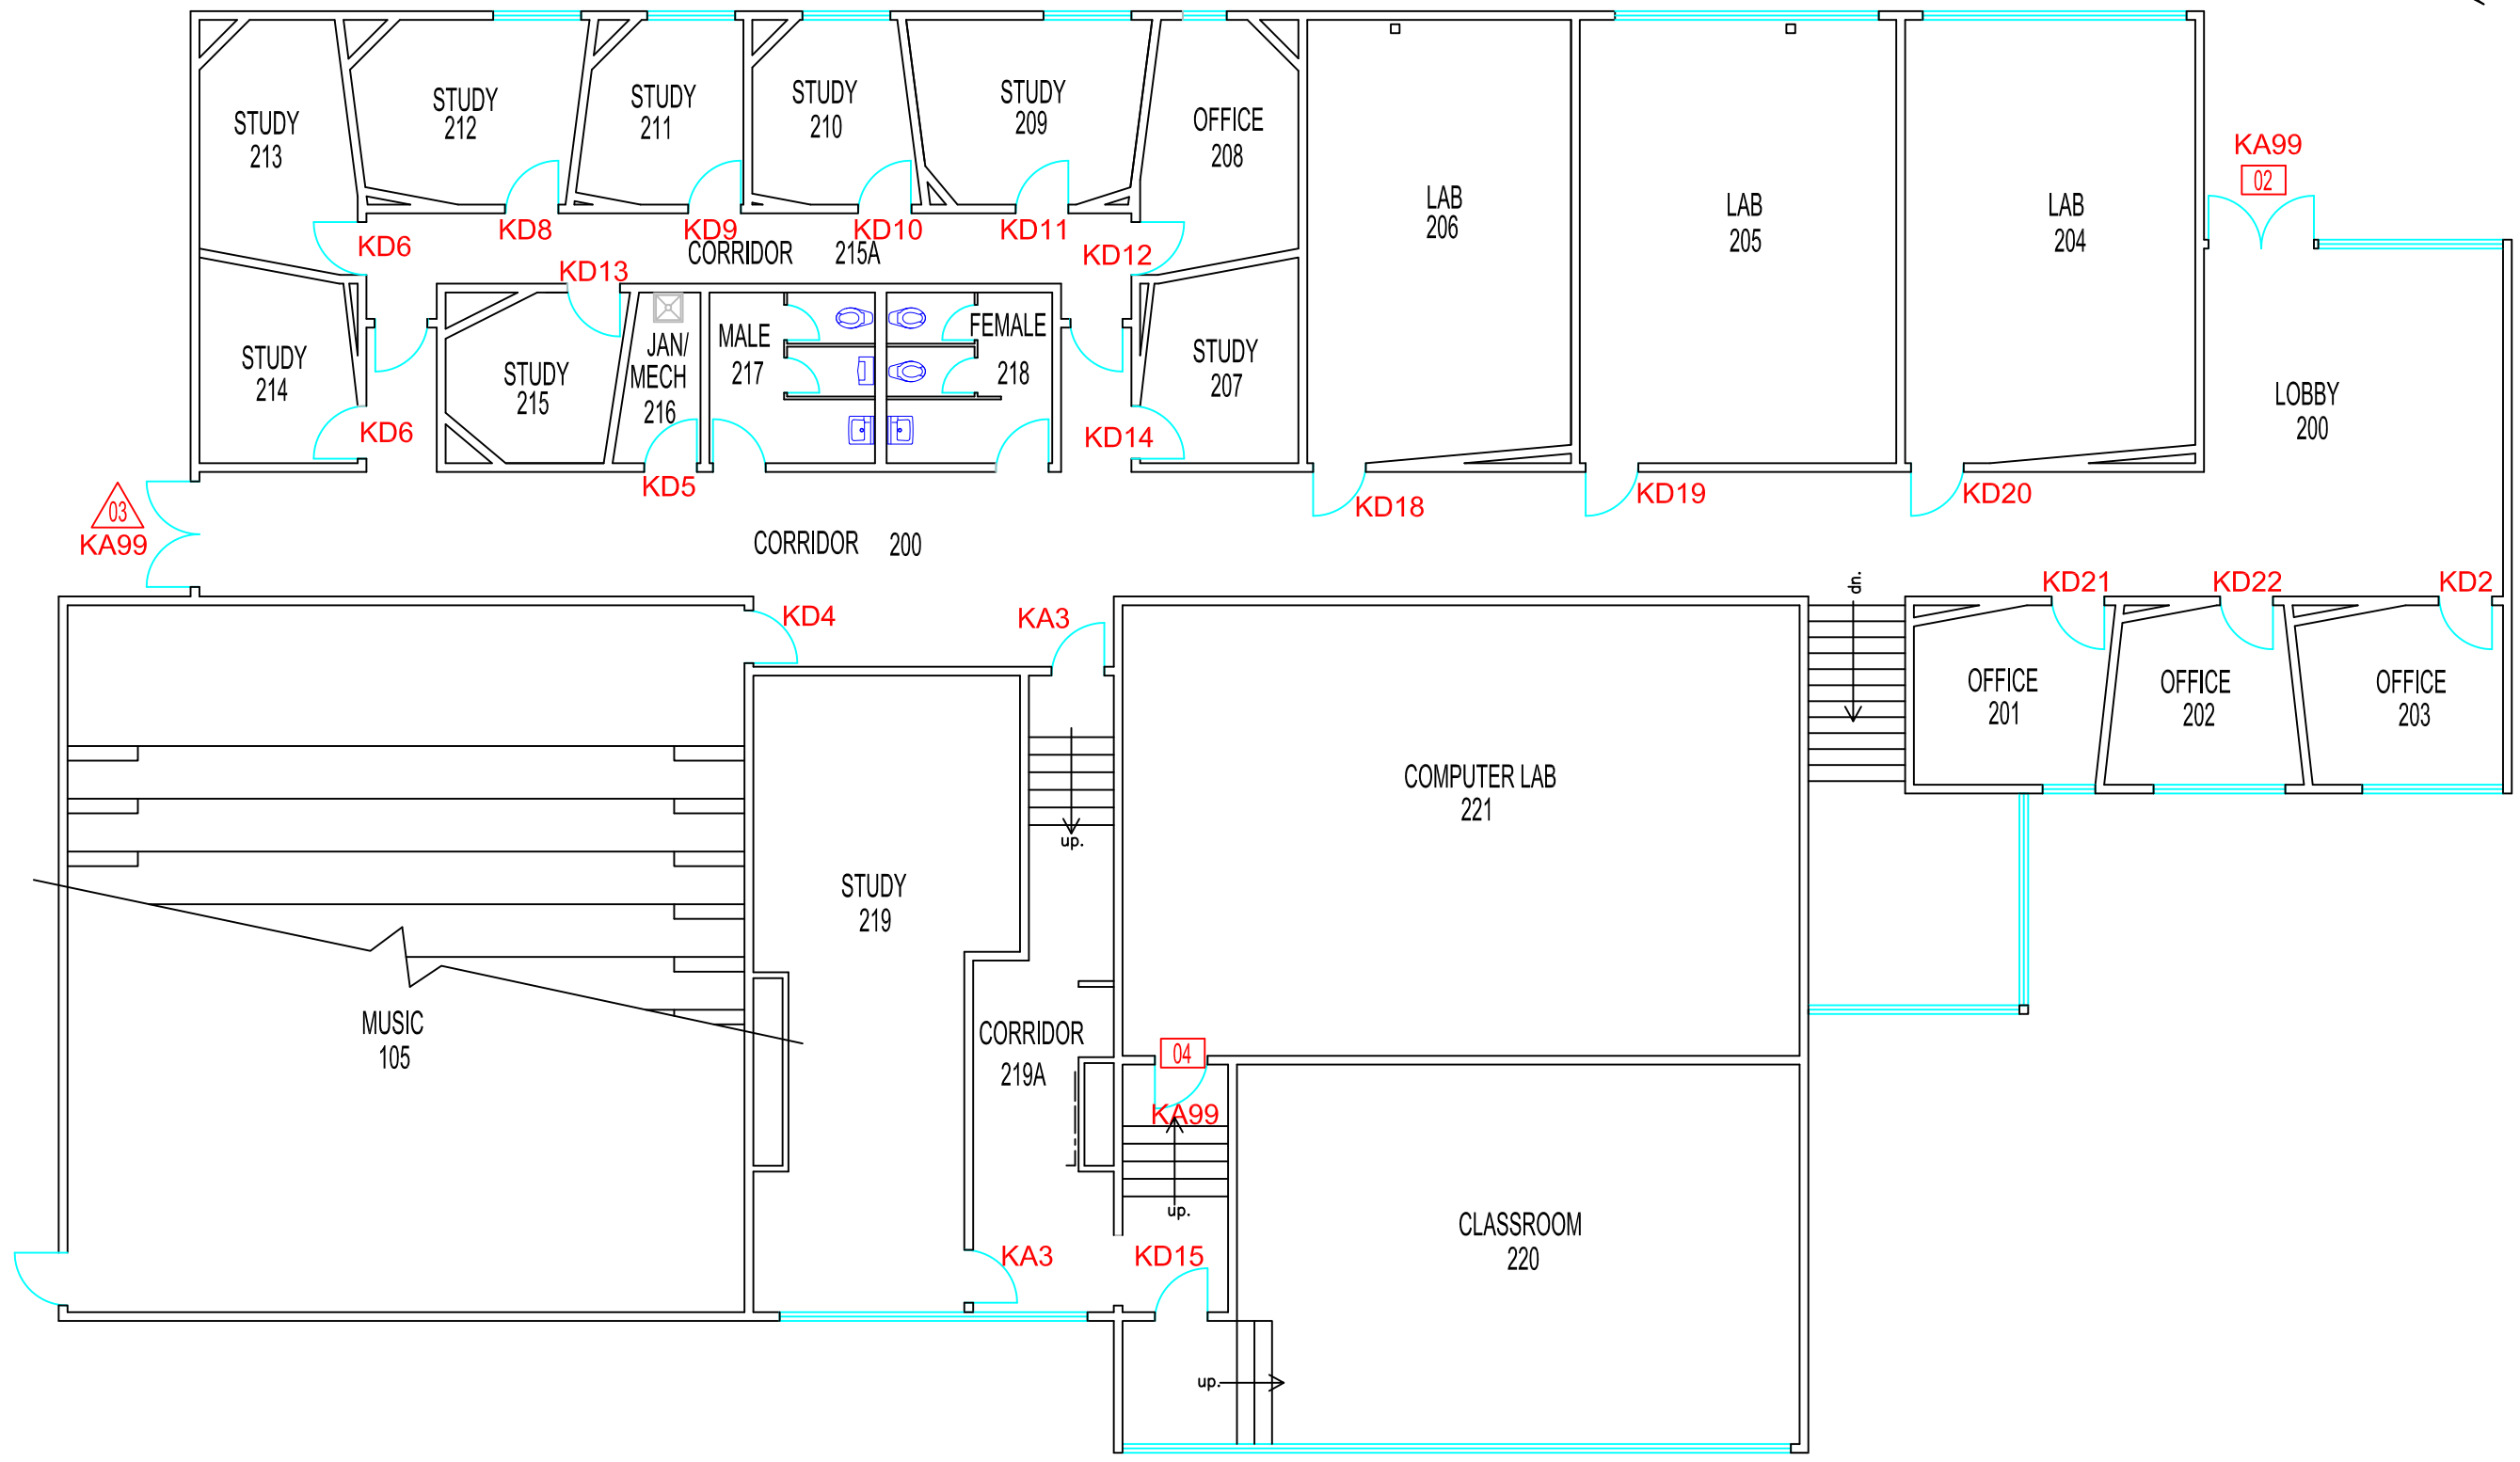 STUDY
213
STUDY
212
STUDY
211
STUDY
210
STUDY
209
OFFICE
208
LAB
206
LAB
205
LAB
204
KA99
02
KD6
KD8
KD9
KD10
KD11
KD12
CORRIDOR 215A
KD13
STUDY
214
STUDY
215
JAN/
MECH
216
MALE
217
FEMALE
218
STUDY
207
LOBBY
200
KD6
KD14
KD5
KD18
KD19
KD20
03
KA99
CORRIDOR 200
KD4
KA3
dn.
KD21
KD22
KD2
OFFICE
201
OFFICE
202
OFFICE
203
COMPUTER LAB
221
up.
STUDY
219
MUSIC
105
CORRIDOR
219A
04
KA99
up.
KA3
KD15
CLASSROOM
220
up.